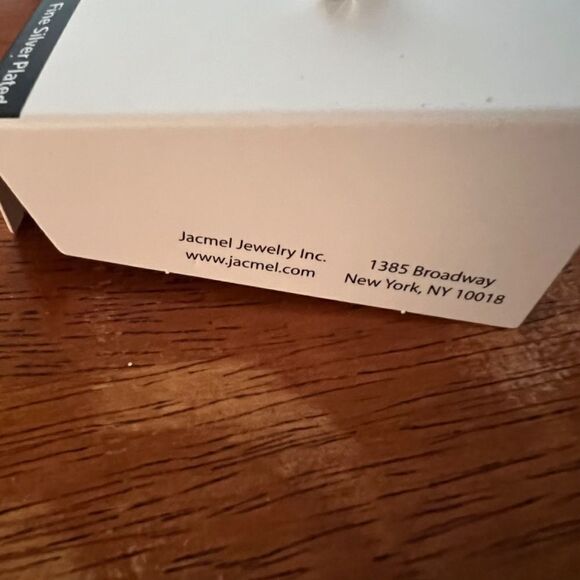 Fine Silver Plated
Jacmel Jewelry Inc.
www.jacmel.com
1385 Broadway
New York, NY 10018